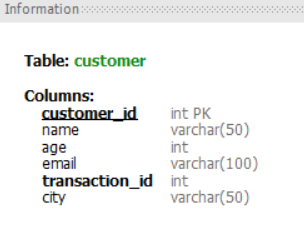 Information
Table: customer
Columns:
customer_id int PK
name varchar(50)
age int
email varchar(100)
transaction_id int
city varchar(50)